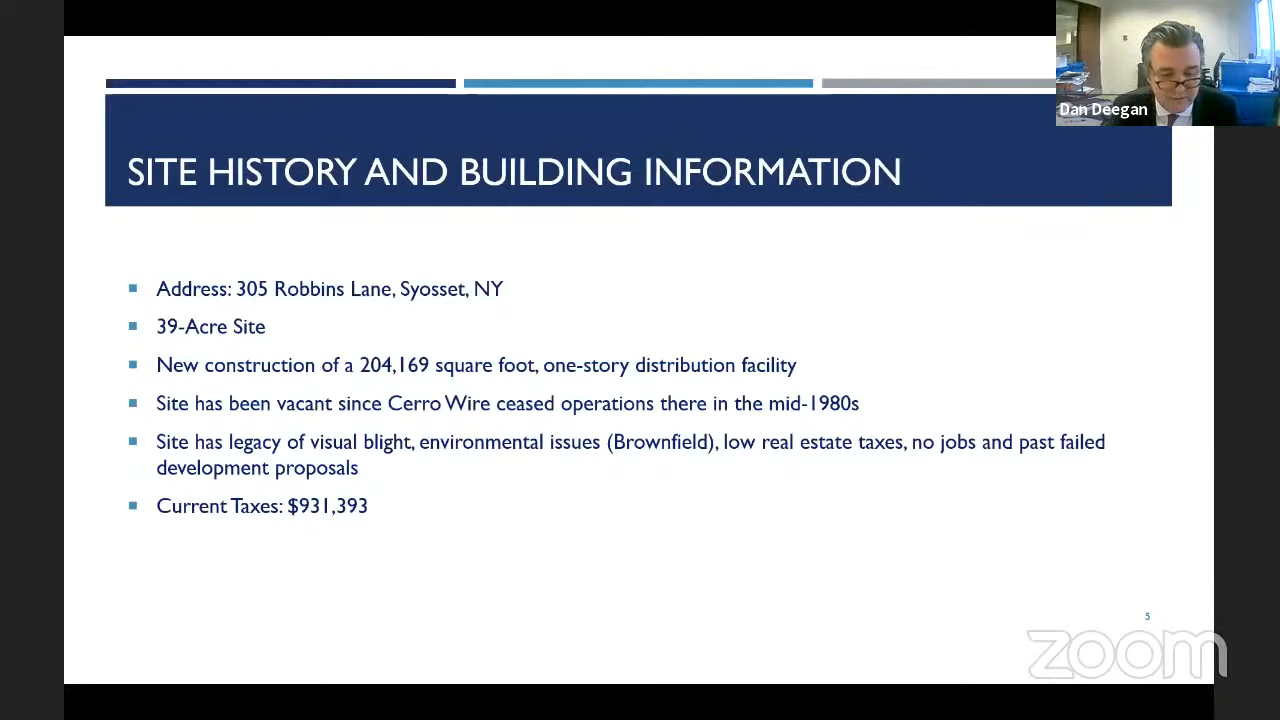 Dan Deegan
SITE HISTORY AND BUILDING INFORMATION
▪ Address: 305 Robbins Lane, Syosset, NY
▪ 39-Acre Site
▪ New construction of a 204,169 square foot, one-story distribution facility
▪ Site has been vacant since Cerro Wire ceased operations there in the mid-1980s
▪ Site has legacy of visual blight, environmental issues (Brownfield), low real estate taxes, no jobs and past failed
development proposals
▪ Current Taxes: $931,393
5
zoom